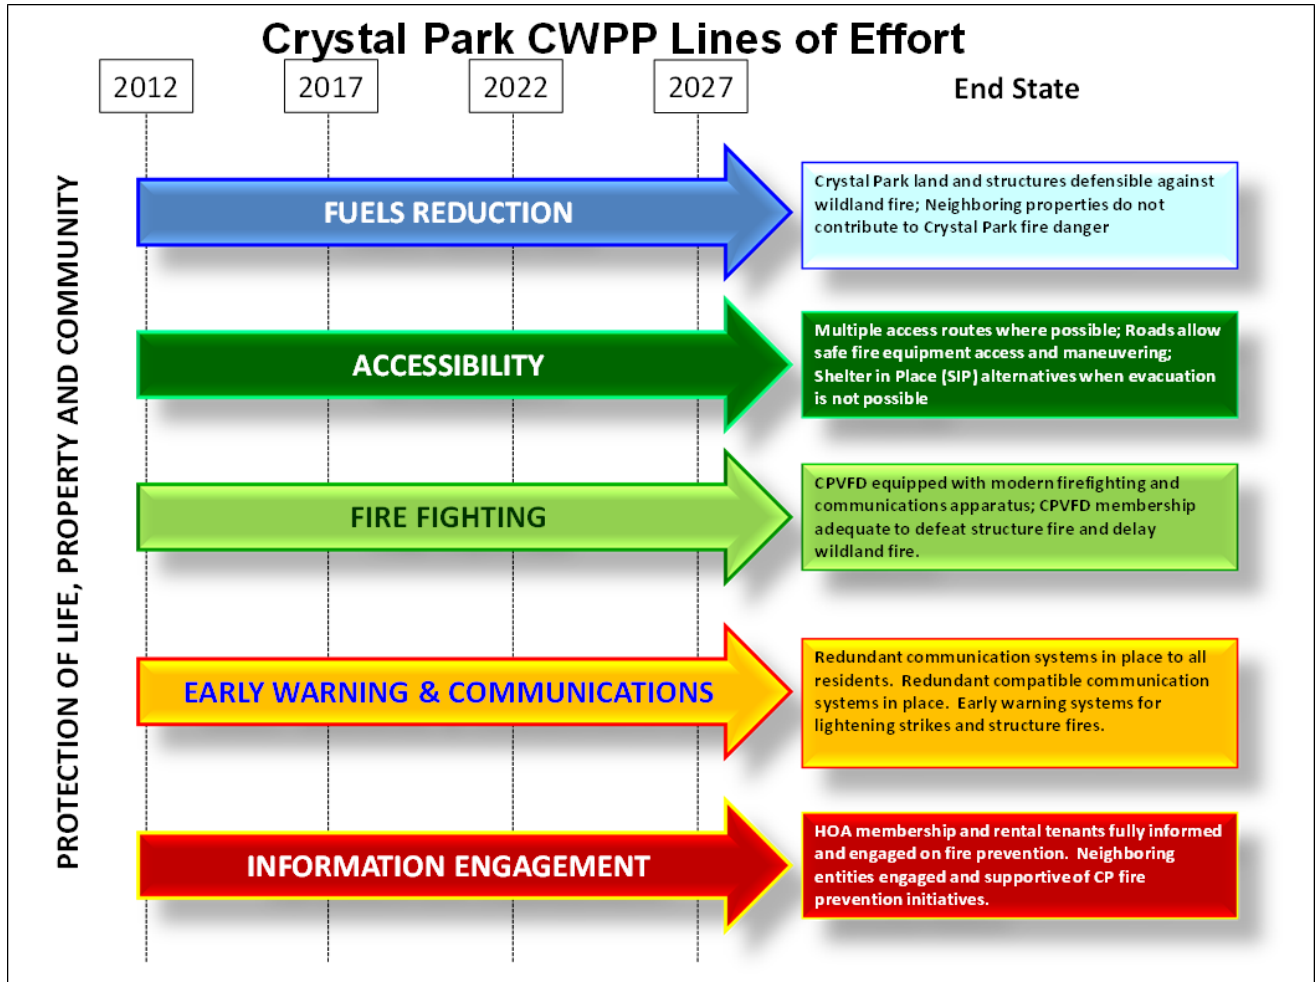 Crystal Park CWPP Lines of Effort
2012
2017
2022
2027
End State
PROTECTION OF LIFE, PROPERTY AND COMMUNITY
FUELS REDUCTION
Crystal Park land and structures defensible against
wildland fire; Neighboring properties do not
contribute to Crystal Park fire danger
ACCESSIBILITY
Multiple access routes where possible; Roads allow
safe fire equipment access and maneuvering;
Shelter in Place (SIP) alternatives when evacuation
is not possible
FIRE FIGHTING
CPVFD equipped with modern firefighting and
communications apparatus; CPVFD membership
adequate to defeat structure fire and delay
wildland fire.
EARLY WARNING & COMMUNICATIONS
Redundant communication systems in place to all
residents. Redundant compatible communication
systems in place. Early warning systems for
lightening strikes and structure fires.
INFORMATION ENGAGEMENT
HOA membership and rental tenants fully informed
and engaged on fire prevention. Neighboring
entities engaged and supportive of CP fire
prevention initiatives.